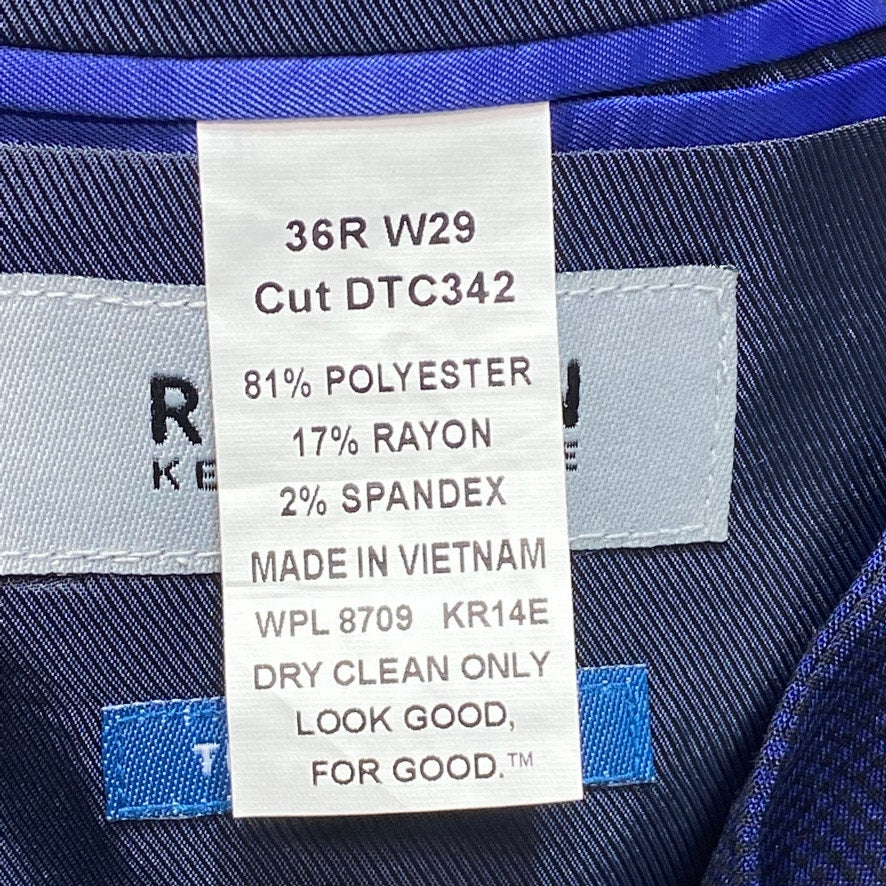 36R W29
Cut DTC342
81% POLYESTER
17% RAYON
2% SPANDEX
MADE IN VIETNAM
WPL 8709 KR14E
DRY CLEAN ONLY
LOOK GOOD,
FOR GOOD.™